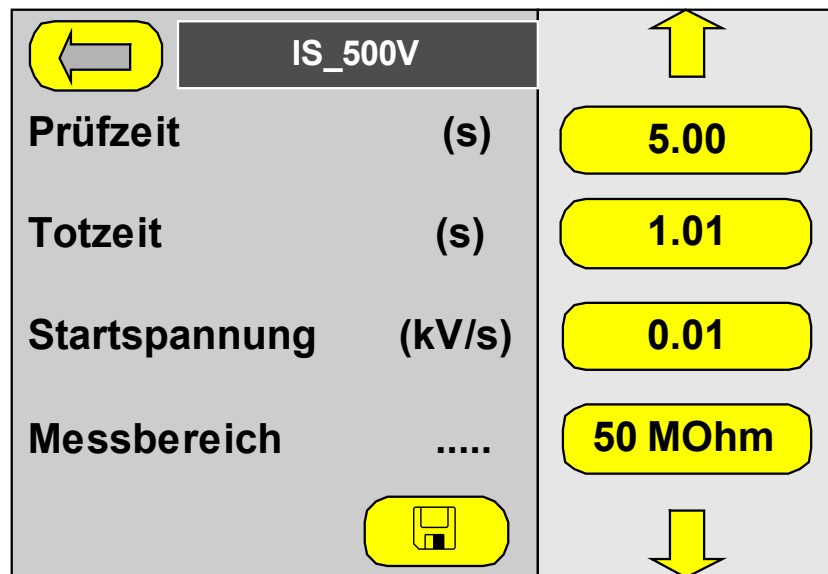 IS_500V
Prüfzeit (s) 5.00
Totzeit (s) 1.01
Startspannung (kV/s) 0.01
Messbereich ..... 50 MOhm